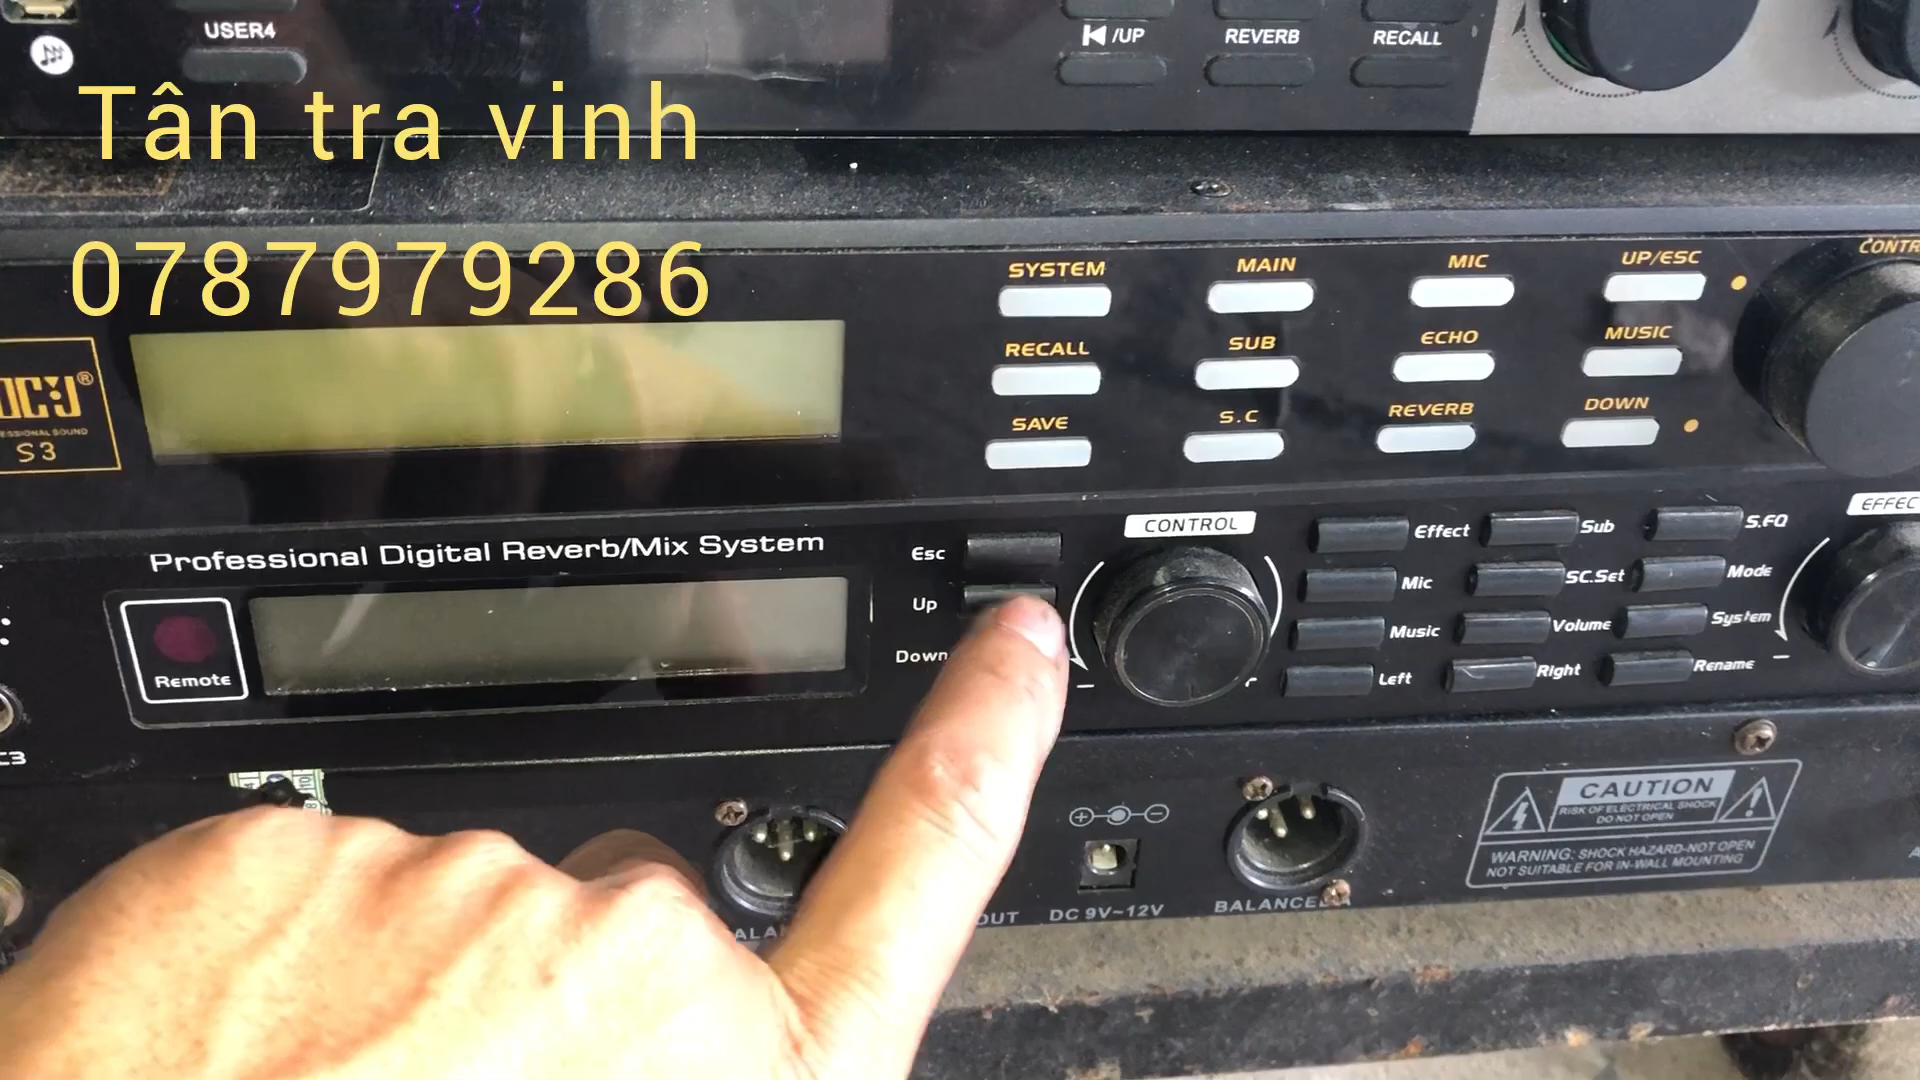 USER4
/UP REVERB RECALL
Tân tra vinh
0787979286
SYSTEM MAIN MIC UP/ESC
RECALL SUB ECHO MUSIC
SAVE S.C REVERB DOWN
S3
Professional Digital Reverb/Mix System
Remote
Esc
Up
Down
CONTROL
Effect Sub S.EQ
Mic SC.Set Mode
Music Volume System
Left Right Rename
OUT DC 9V~12V
CAUTION
RISK OF ELECTRICAL SHOCK
DO NOT OPEN
WARNING: SHOCK HAZARD-NOT OPEN
NOT SUITABLE FOR IN-WALL MOUNTING